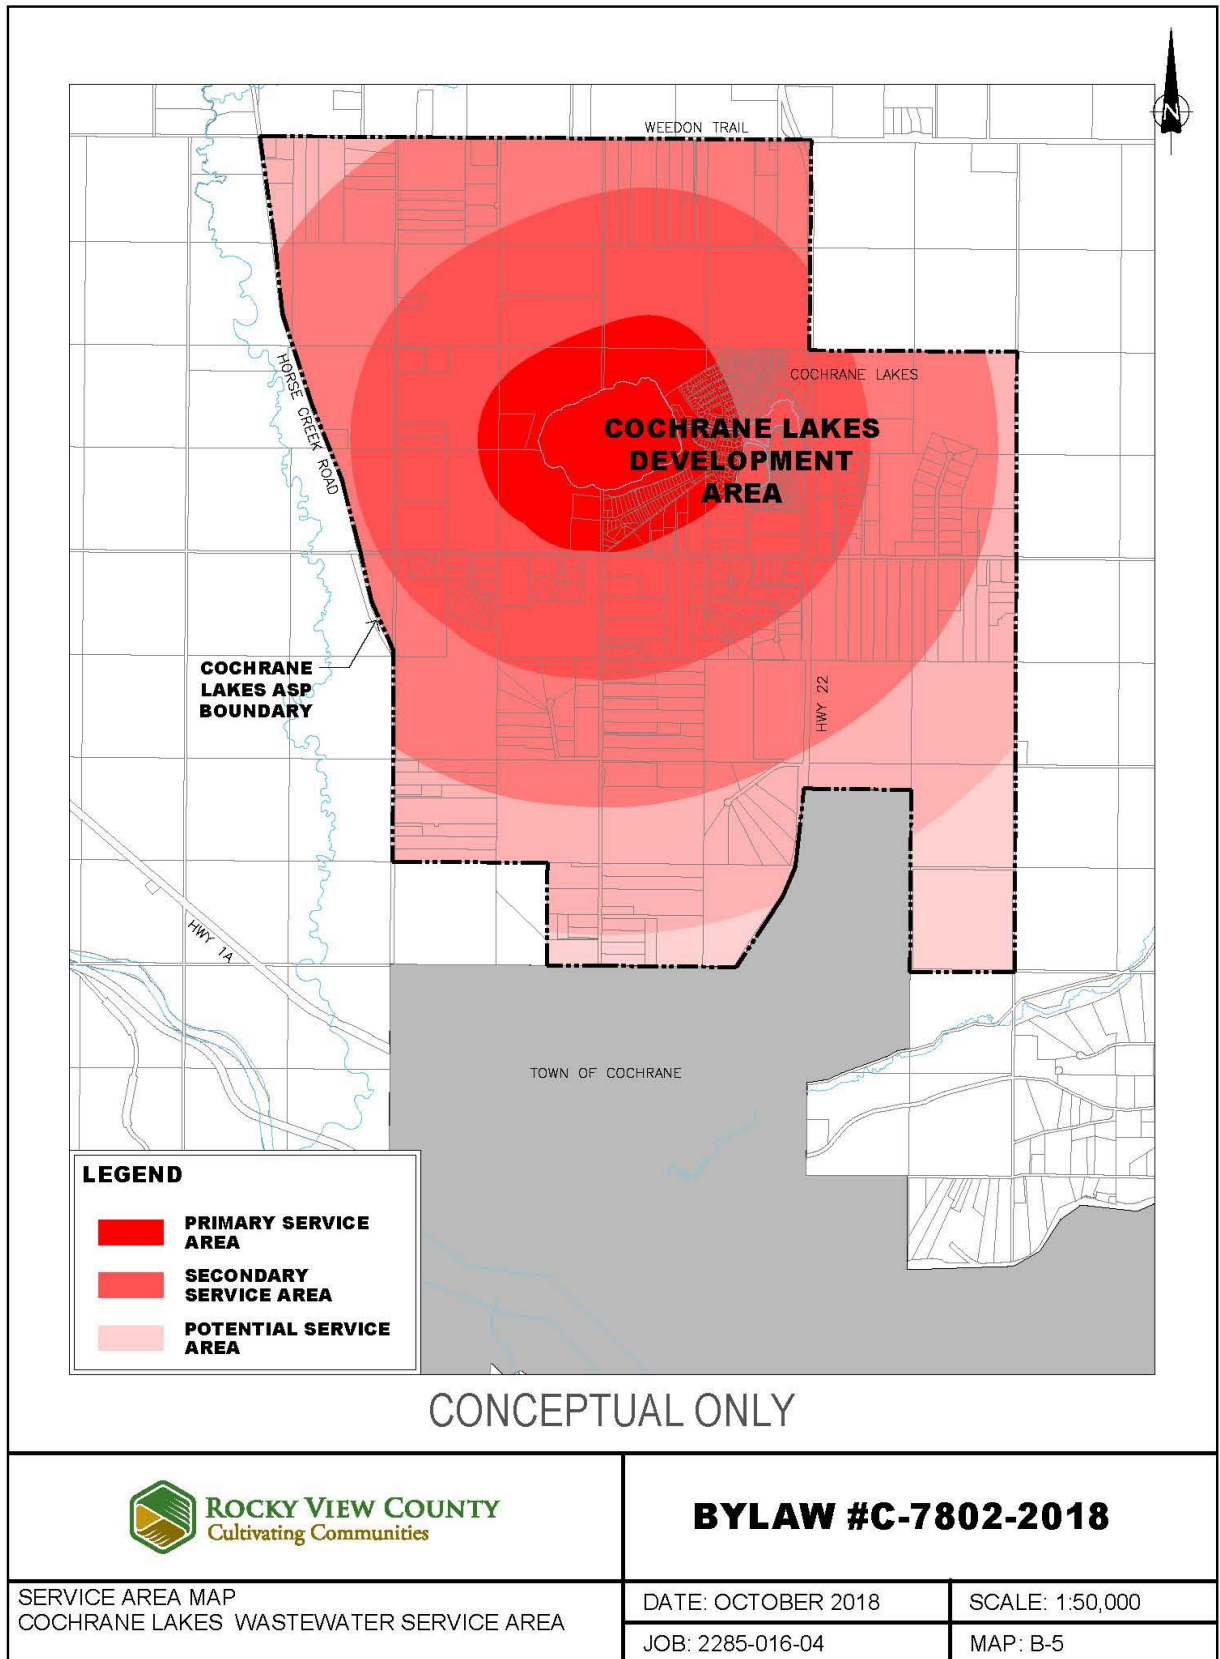 N
WEEDON TRAIL
COCHRANE LAKES
HORSE CREEK ROAD
COCHRANE LAKES
DEVELOPMENT
AREA
COCHRANE
LAKES ASP
BOUNDARY
HWY 22
HWY 1A
TOWN OF COCHRANE
LEGEND
PRIMARY SERVICE
AREA
SECONDARY
SERVICE AREA
POTENTIAL SERVICE
AREA
CONCEPTUAL ONLY
ROCKY VIEW COUNTY
Cultivating Communities
BYLAW #C-7802-2018
SERVICE AREA MAP
COCHRANE LAKES WASTEWATER SERVICE AREA
DATE: OCTOBER 2018
SCALE: 1:50,000
JOB: 2285-016-04
MAP: B-5